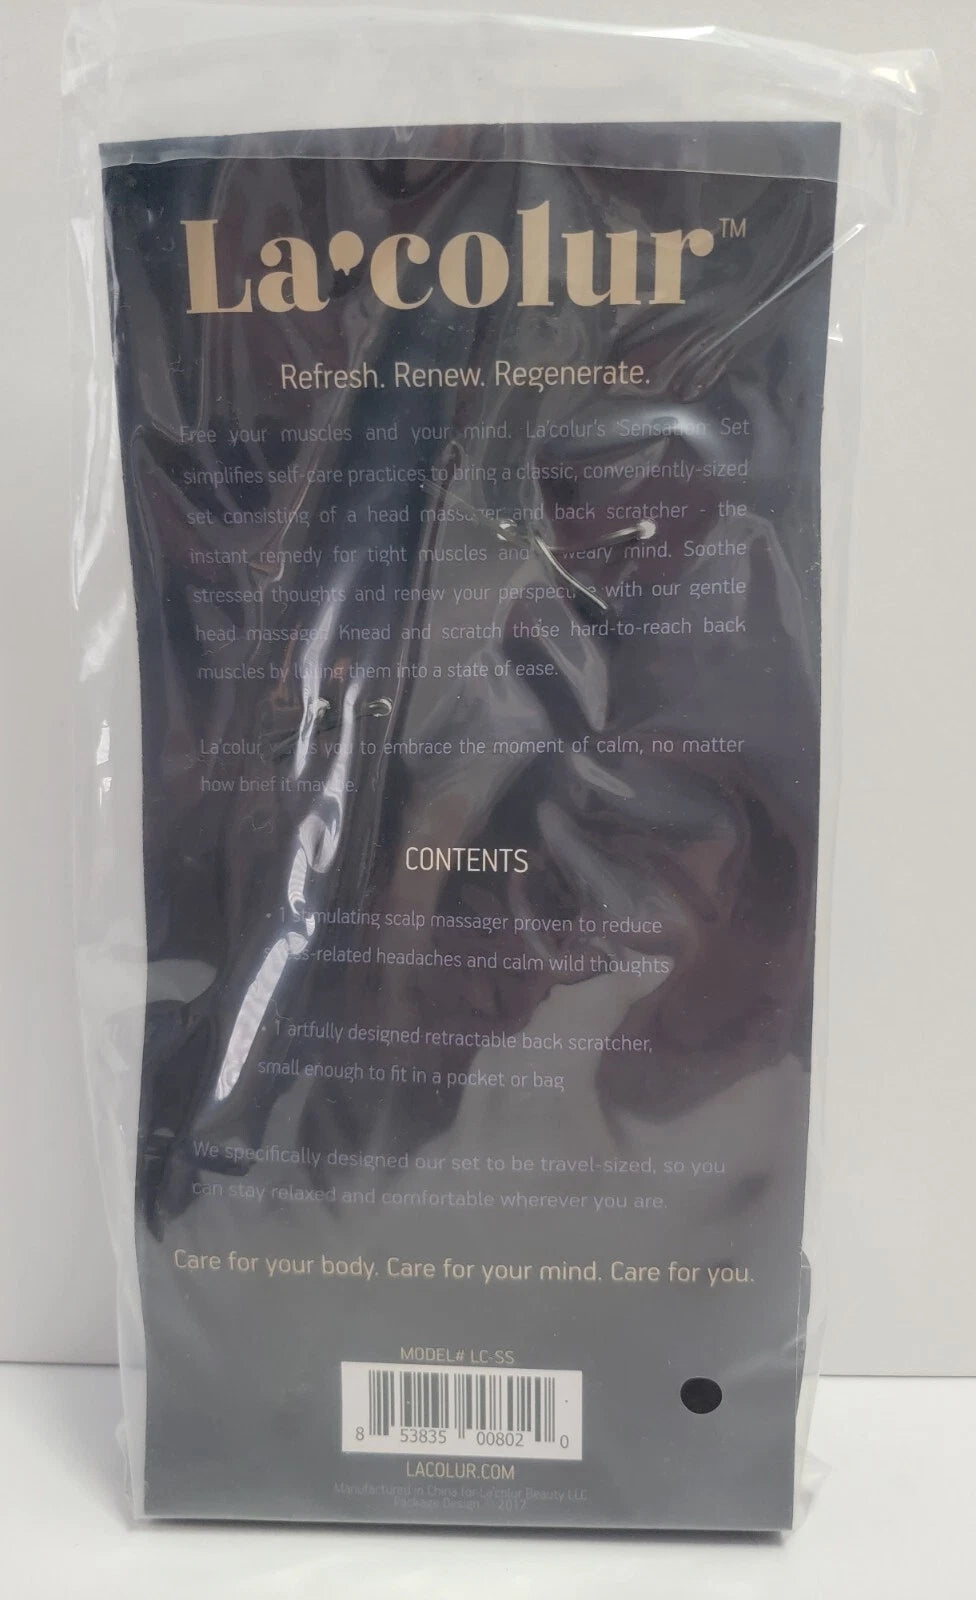 La'colur™
Refresh. Renew. Regenerate.
Free your muscles and your mind. La'colur's Sensation Set
simplifies self-care practices to bring a classic, conveniently-sized
set consisting of a head massager and back scratcher - the
instant remedy for tight muscles and weary mind. Soothe
stressed thoughts and renew your perspective with our gentle
head massager. Knead and scratch those hard-to-reach back
muscles by them into a state of ease.
La'colur you to embrace the moment of calm, no matter
how brief it may be.
CONTENTS
• 1 stimulating scalp massager proven to reduce
stress-related headaches and calm wild thoughts
• 1 artfully designed retractable back scratcher,
small enough to fit in a pocket or bag
We specifically designed our set to be travel-sized, so you
can stay relaxed and comfortable wherever you are.
Care for your body. Care for your mind. Care for you.
MODEL# LC-SS
8 53835 00802 0
LACOLUR.COM
Manufactured in China for La'colur Beauty LLC
Package Design © 2017